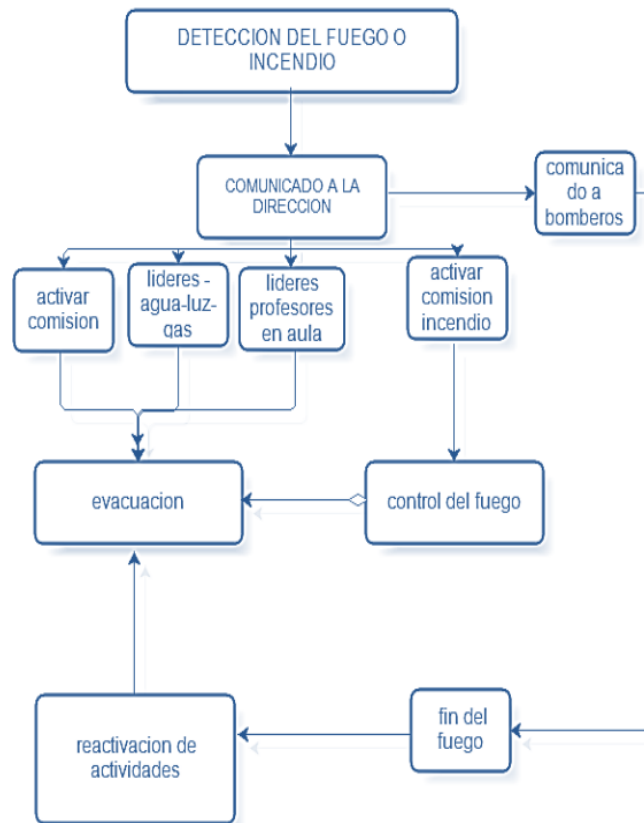 DETECCION DEL FUEGO O
INCENDIO
COMUNICADO A LA
DIRECCION
comunica
do a
bomberos
activar
comision
lideres -
agua-luz-
gas
lideres
profesores
en aula
activar
comision
incendio
evacuacion
control del fuego
reactivacion de
actividades
fin del
fuego